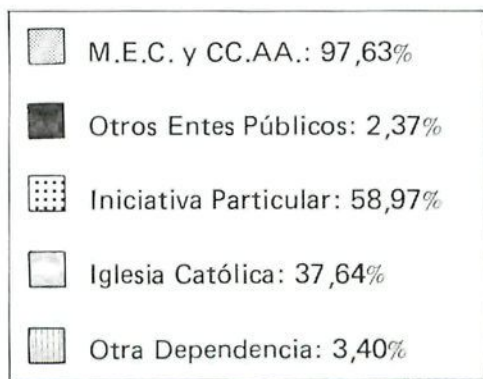 M.E.C. y CC.AA.: 97,63%
Otros Entes Públicos: 2,37%
Iniciativa Particular: 58,97%
Iglesia Católica: 37,64%
Otra Dependencia: 3,40%